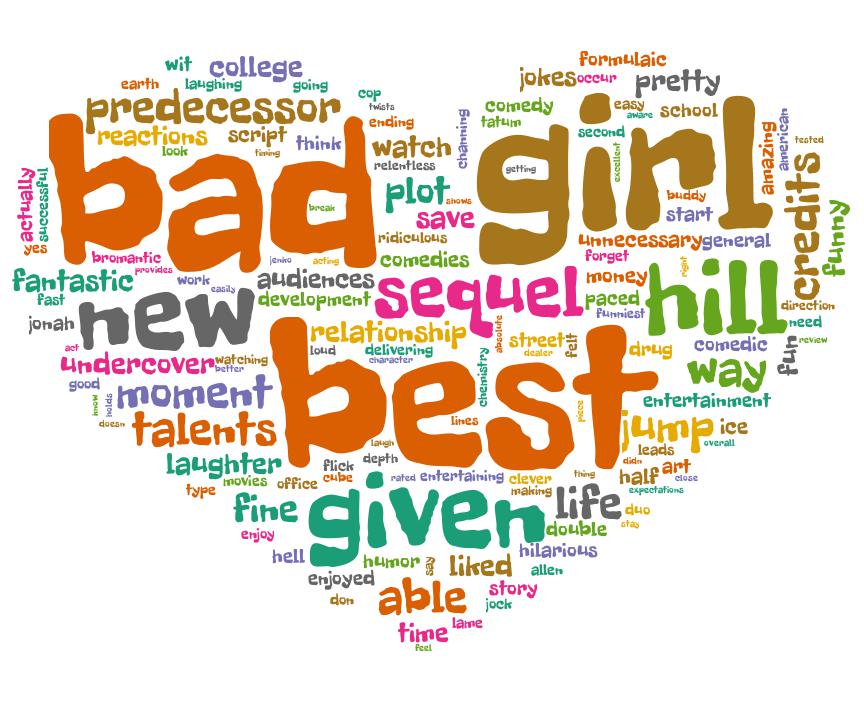 wit
college
formulaic
earth
laughing
going
jokes
occur
pretty
predecessor
cop
twists
comedy
easy
aware
school
reactions
script
think
ending
tatum
second
look
timing
watch
channing
relentless
excellent
amazing
american
tested
bad
girl
getting
actually
successful
yes
break
plot
shows
save
buddy
start
credits
funny
ridiculous
unnecessary
general
bromantic
provides
jenko
acting
comedies
forget
right
fantastic
fast
work
easily
audiences
development
sequel
money
paced
funniest
hill
direction
need
review
jonah
new
act
relationship
loud
delivering
character
absolute
street
dealer
felt
drug
comedic
fun
undercover
watching
better
chemistry
way
good
know
holds
doesn
moment
best
piece
entertainment
talents
lines
laugh
jump
ice
overall
leads
laughter
flick
depth
didn
close
movies
type
office
cube
rated
entertaining
clever
making
thing
half
art
expectations
fine
given
life
duo
stay
enjoy
double
hell
humor
say
liked
hilarious
allen
enjoyed
don
able
story
jock
time
lame
feel